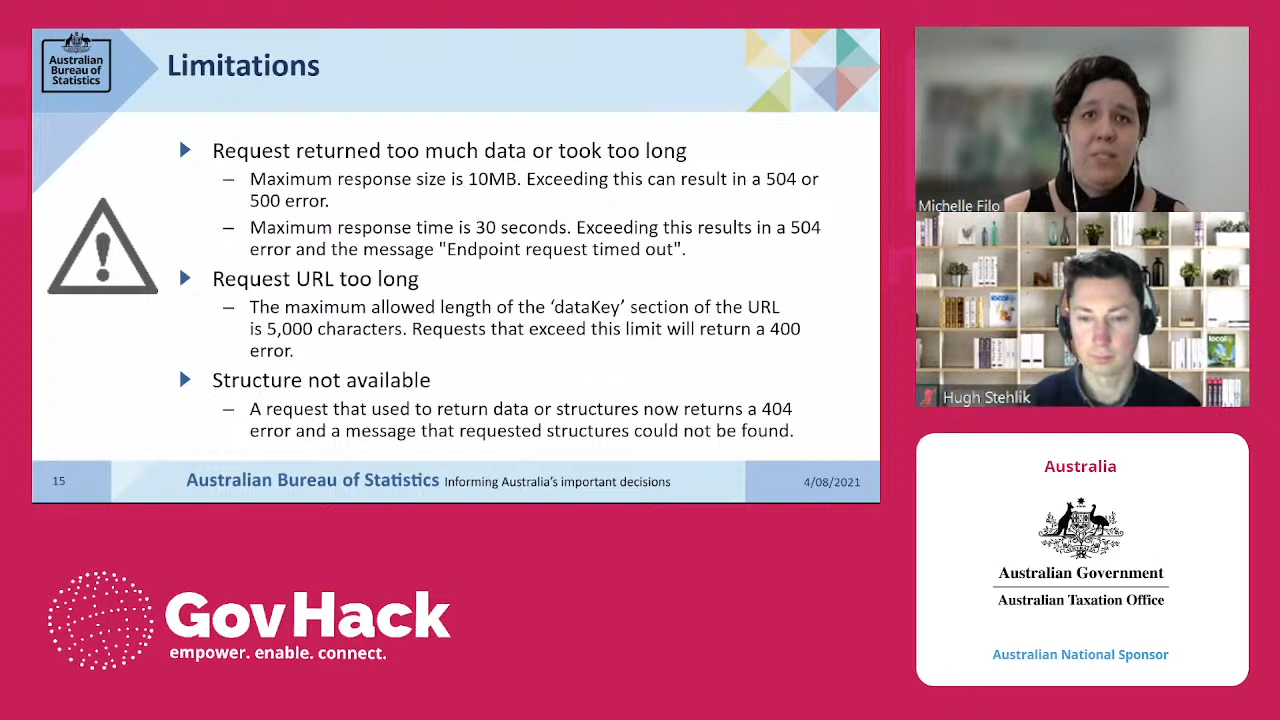 Australian
Bureau of
Statistics
Limitations
Request returned too much data or took too long
– Maximum response size is 10MB. Exceeding this can result in a 504 or
500 error.
– Maximum response time is 30 seconds. Exceeding this results in a 504
error and the message "Endpoint request timed out".
Request URL too long
– The maximum allowed length of the ‘dataKey’ section of the URL
is 5,000 characters. Requests that exceed this limit will return a 400
error.
Structure not available
– A request that used to return data or structures now returns a 404
error and a message that requested structures could not be found.
15
Australian Bureau of Statistics Informing Australia’s important decisions
4/08/2021
Michelle Filo
local
local
Hugh Stehlik
GovHack
empower. enable. connect.
Australia
Australian Government
Australian Taxation Office
Australian National Sponsor